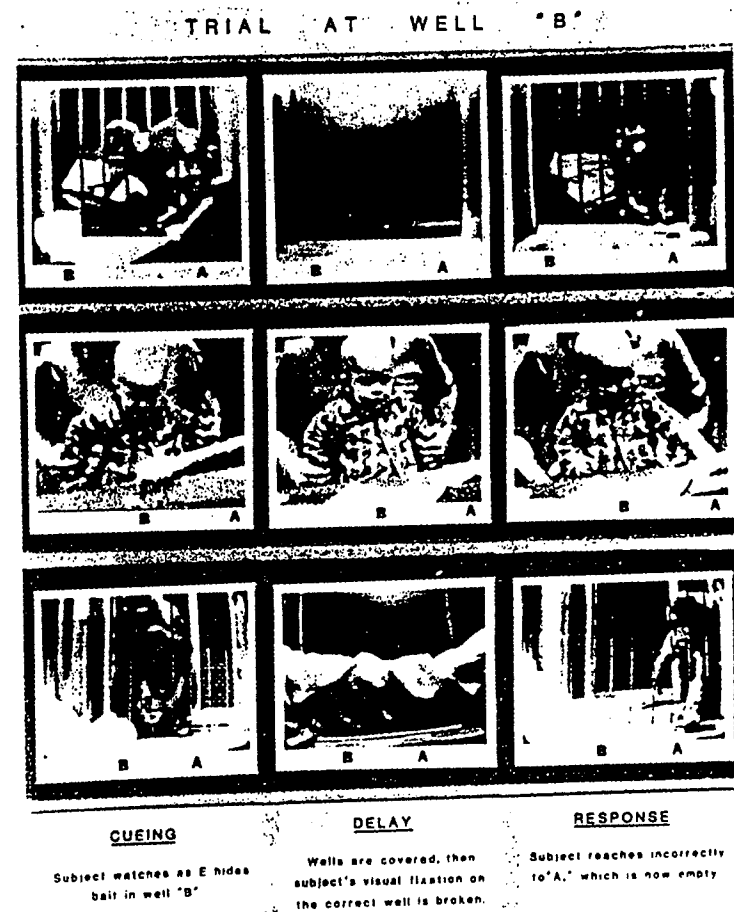 TRIAL AT WELL "B"
B A
B A
B A
B A
B A
B A
B A
B A
B A
CUEING
Subject watches as E hides
bait in well "B"
DELAY
Wells are covered, then
subject's visual fixation on
the correct well is broken.
RESPONSE
Subject reaches incorrectly
to "A," which is now empty